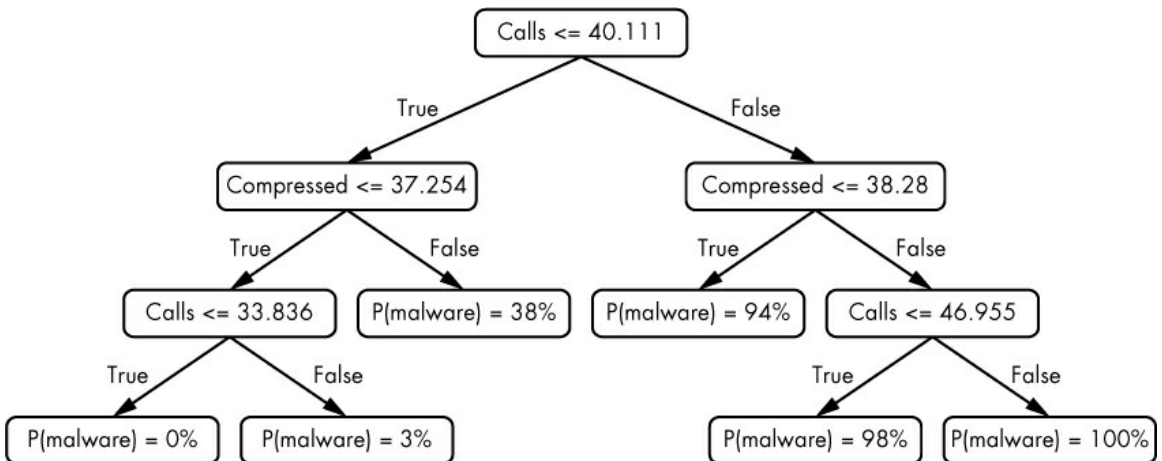 Calls <= 40.111
True
False
Compressed <= 37.254
Compressed <= 38.28
True
False
True
False
Calls <= 33.836
P(malware) = 38%
P(malware) = 94%
Calls <= 46.955
True
False
True
False
P(malware) = 0%
P(malware) = 3%
P(malware) = 98%
P(malware) = 100%